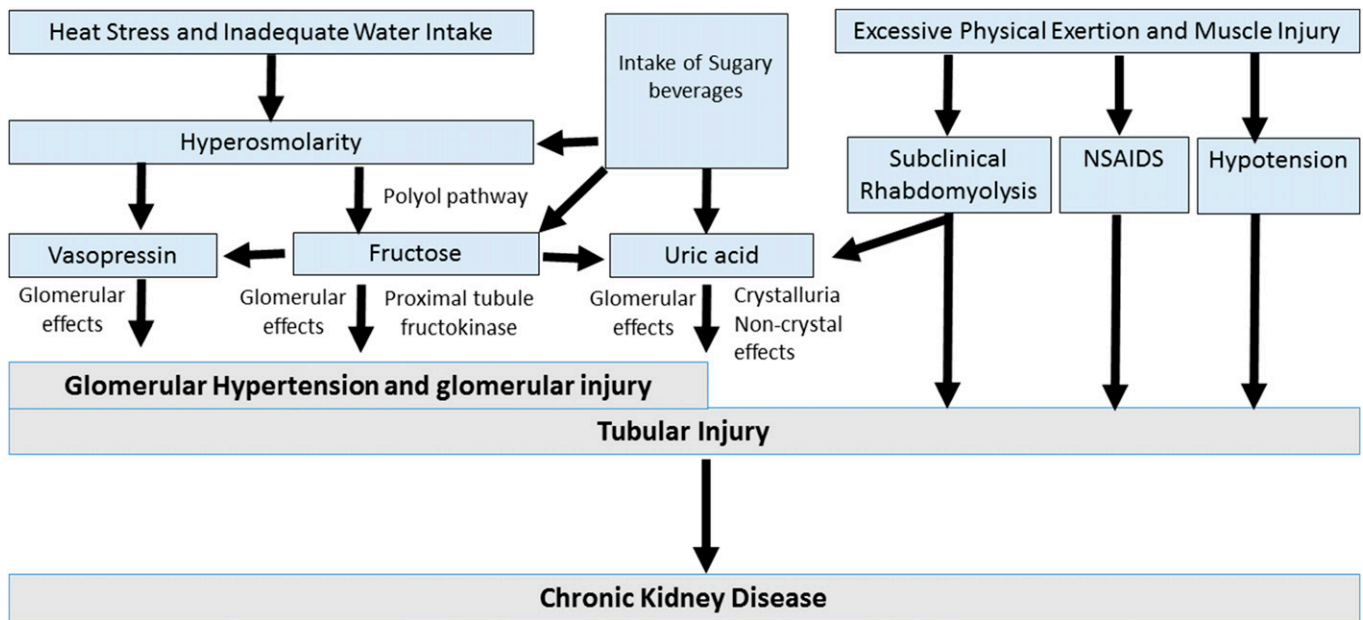 Heat Stress and Inadequate Water Intake
Intake of Sugary
beverages
Excessive Physical Exertion and Muscle Injury
Hyperosmolarity
Subclinical
Rhabdomyolysis
NSAIDS
Hypotension
Polyol pathway
Vasopressin
Fructose
Uric acid
Glomerular
effects
Glomerular
effects
Proximal tubule
fructokinase
Glomerular
effects
Crystalluria
Non-crystal
effects
Glomerular Hypertension and glomerular injury
Tubular Injury
Chronic Kidney Disease